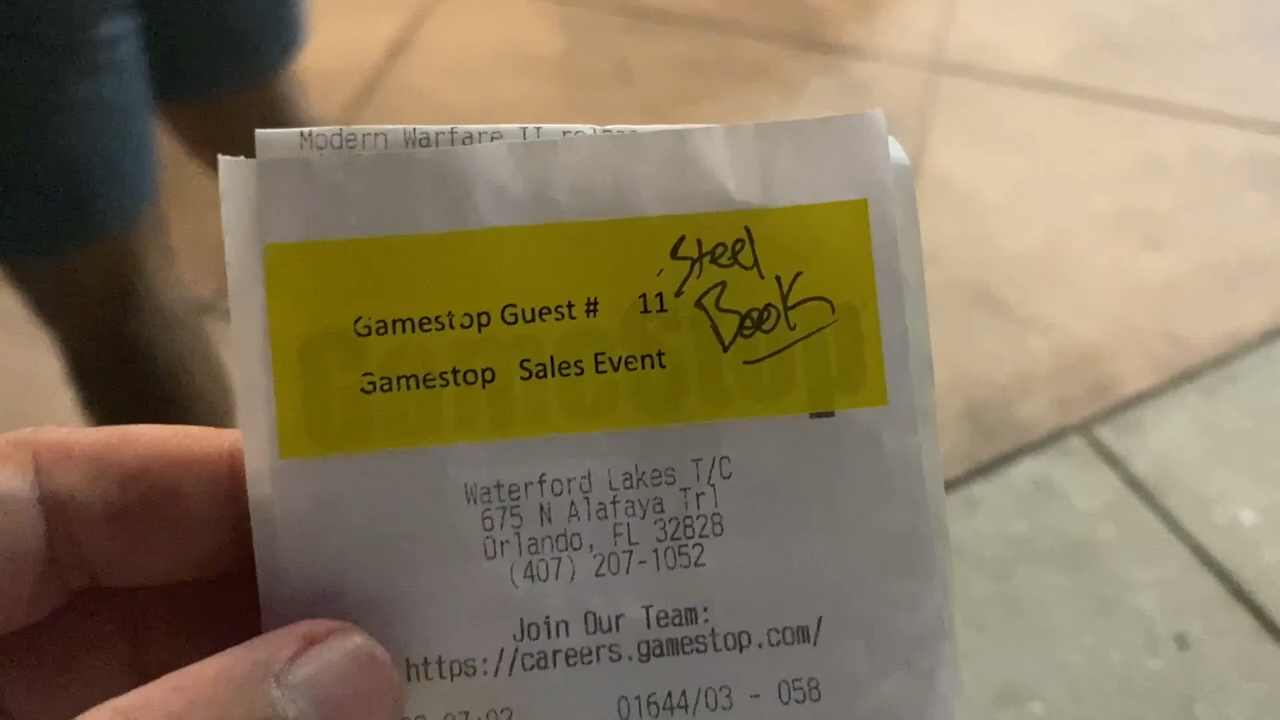 Modern Warfare II
Steel
Gamestop Guest # 11
Book
Gamestop Sales Event
GameStop
Waterford Lakes T/C
675 N Alafaya Trl
Orlando, FL 32828
(407) 207-1052
Join Our Team:
https://careers.gamestop.com/
01644/03 - 058